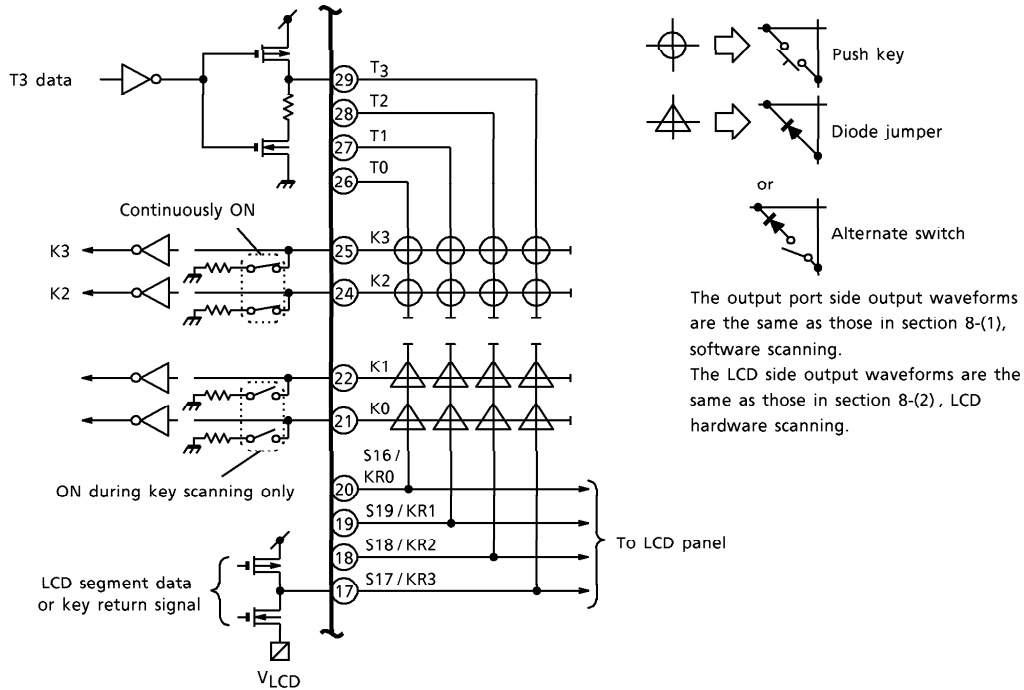 T3 data
29
T3
28
T2
27
T1
26
T0
Push key
Diode jumper
or
Alternate switch
Continuously ON
K3
25
K3
K2
24
K2
The output port side output waveforms
are the same as those in section 8-(1),
software scanning.
The LCD side output waveforms are the
same as those in section 8-(2), LCD
hardware scanning.
22
K1
21
K0
ON during key scanning only
S16 /
KR0
20
19
S19 / KR1
18
S18 / KR2
17
S17 / KR3
To LCD panel
LCD segment data
or key return signal
VLCD